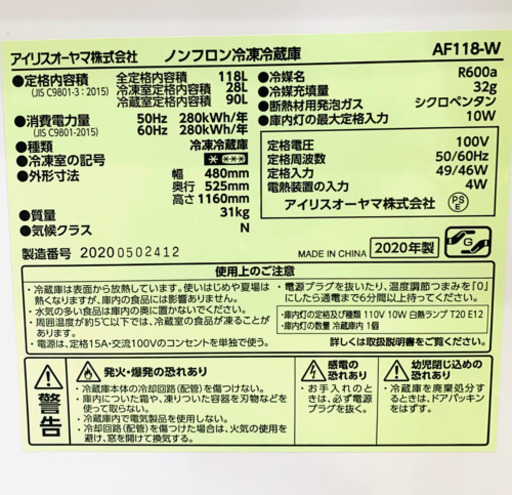 アイリスオーヤマ株式会社 ノンフロン冷凍冷蔵庫 AF118-W
●定格内容積 全定格内容積 118L
(JIS C9801-3:2015) 冷凍室定格内容積 28L
冷蔵室定格内容積 90L
●消費電力量 50Hz 280kWh/年
(JIS C9801-2015) 60Hz 280kWh/年
●種類 冷凍冷蔵庫
●冷凍室の記号
●外形寸法 幅 480mm
奥行 525mm
高さ 1160mm
●質量 31kg
●気候クラス N
製造番号 20200502412
●冷媒名 R600a
●冷媒充填量 32g
●断熱材用発泡ガス シクロペンタン
●庫内灯の最大定格入力 10W
定格電圧 100V
定格周波数 50/60Hz
定格入力 49/46W
電熱装置の入力 4W
アイリスオーヤマ株式会社
PS
E
MADE IN CHINA 2020年製
G
使用上のご注意
・冷蔵庫は表面から放熱しています。使いはじめや夏場は
熱くなりますが、庫内の食品には影響ありません。
・水気の多い食品は庫内の奥に置かないでください。
・周囲温度が約5℃以下では、冷蔵室の食品が凍ることが
あります。
・電源は、定格15A・交流100Vのコンセントを単独で使う。
・電源プラグを抜いたり、温度調節つまみを「0」
にしたら通電まで6分間以上待ってください。
・庫内灯の定格及び種類 110V 10W 白熱ランプ T20 E12
・庫内灯の数量 冷蔵庫内 1個
詳しくは取扱説明書をご覧ください。
警告
発火・爆発の恐れあり
・冷蔵庫本体の冷却回路(配管)を傷つけない。
・庫内についた霜や、凍りついた容器を刃物などを
使って取らない。
・冷蔵庫内で電気製品を使用しない。
・冷却回路(配管)を傷つけた場合は、火気の使用を
避け、窓を開けて換気する。
感電の
恐れあり
・お手入れの
ときは、
必ず電源
プラグを抜く。
幼児閉じ込めの
恐れあり
・冷蔵庫を廃棄処分
するときは、
ドアパッキン
をはずす。